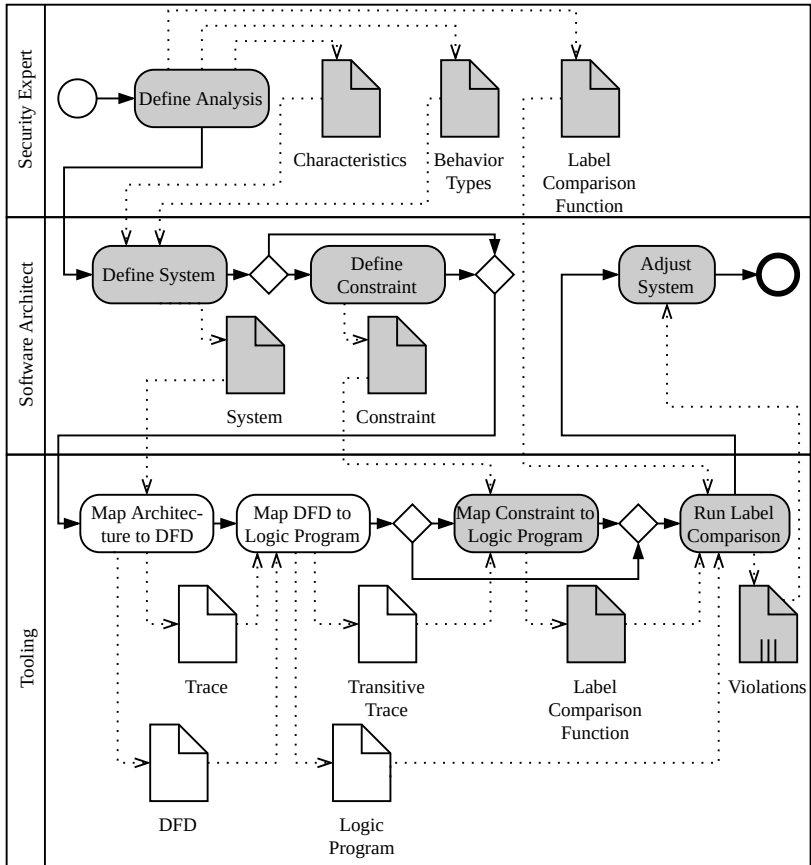 Security Expert
Define Analysis
Characteristics
Behavior
Types
Label
Comparison
Function
Software Architect
Define System
Define
Constraint
Adjust
System
System
Constraint
Tooling
Map Architec-
ture to DFD
Map DFD to
Logic Program
Map Constraint to
Logic Program
Run Label
Comparison
Trace
Transitive
Trace
Label
Comparison
Function
Violations
DFD
Logic
Program